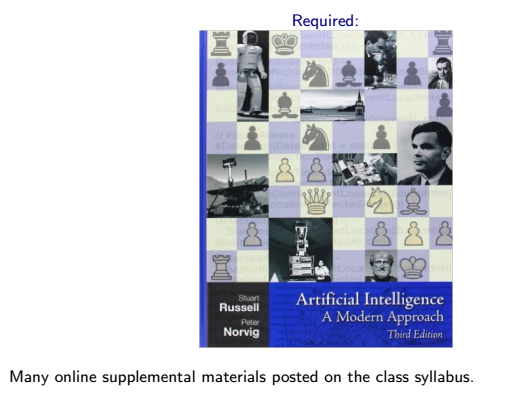 Required:
Stuart
Russell
Peter
Norvig
Artificial Intelligence
A Modern Approach
Third Edition
Many online supplemental materials posted on the class syllabus.